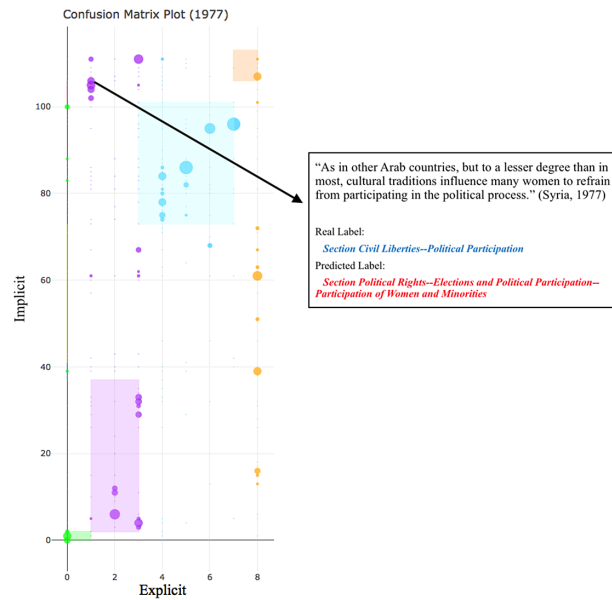 Confusion Matrix Plot (1977)
Implicit
100
80
60
40
20
0
0
2
4
6
8
Explicit
“As in other Arab countries, but to a lesser degree than in
most, cultural traditions influence many women to refrain
from participating in the political process.” (Syria, 1977)
Real Label:
Section Civil Liberties--Political Participation
Predicted Label:
Section Political Rights--Elections and Political Participation--
Participation of Women and Minorities